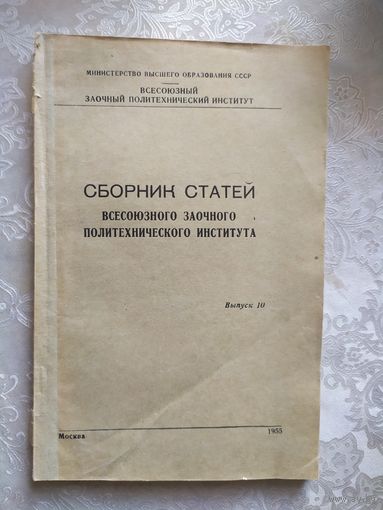 МИНИСТЕРСТВО ВЫСШЕГО ОБРАЗОВАНИЯ СССР
ВСЕСОЮЗНЫЙ
ЗАОЧНЫЙ ПОЛИТЕХНИЧЕСКИЙ ИНСТИТУТ
СБОРНИК СТАТЕЙ
ВСЕСОЮЗНОГО ЗАОЧНОГО
ПОЛИТЕХНИЧЕСКОГО ИНСТИТУТА
Выпуск 10
Москва 1955